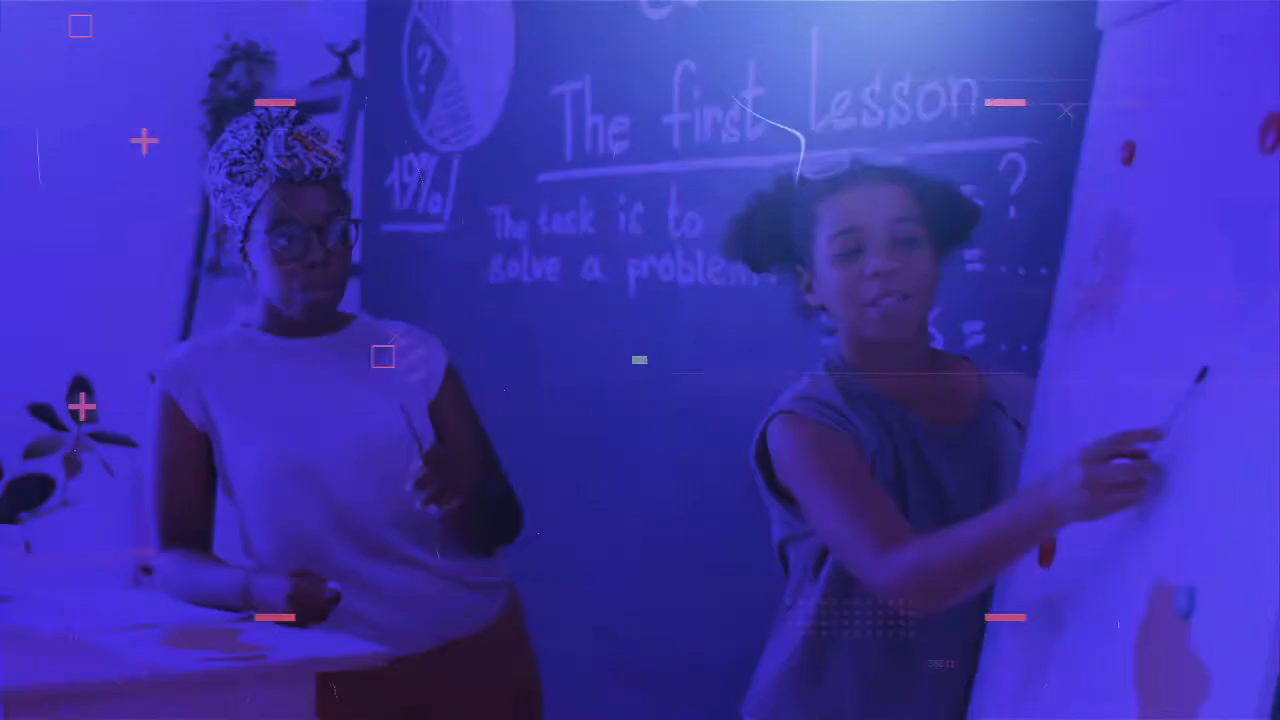 ?
The first lesson
19%!
= ?
The task is to
solve a problem.
= ...
= ...